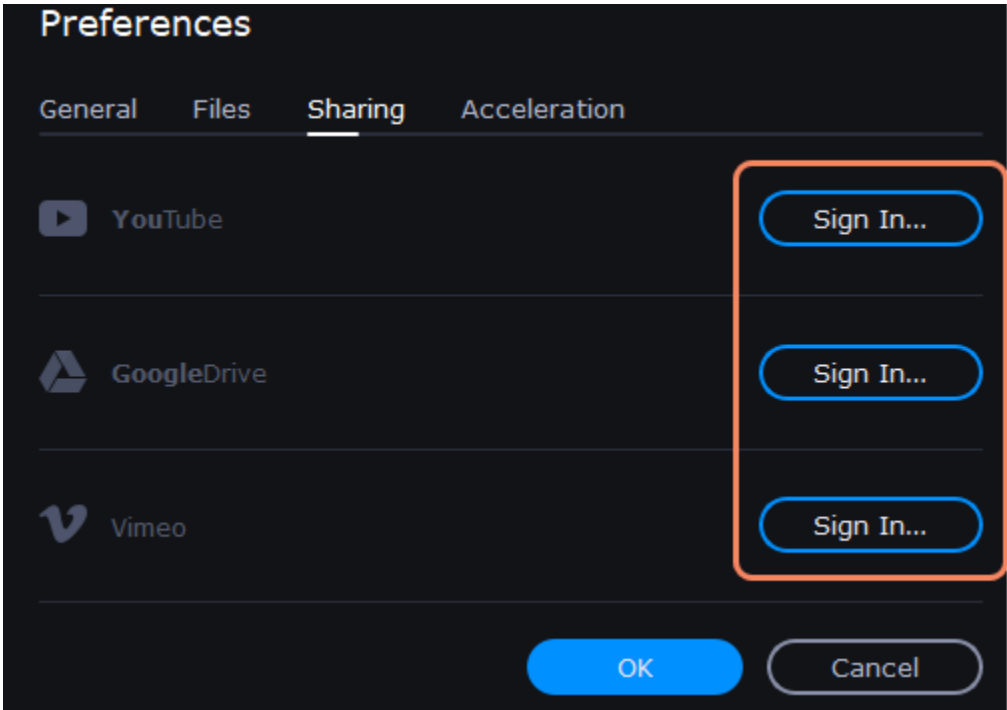 Preferences
General Files Sharing Acceleration
YouTube Sign In...
GoogleDrive Sign In...
Vimeo Sign In...
OK Cancel